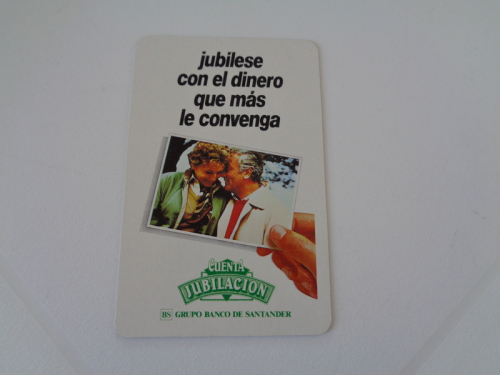 jubilese
con el dinero
que más
le convenga
CUENTA
JUBILACION
BS GRUPO BANCO DE SANTANDER